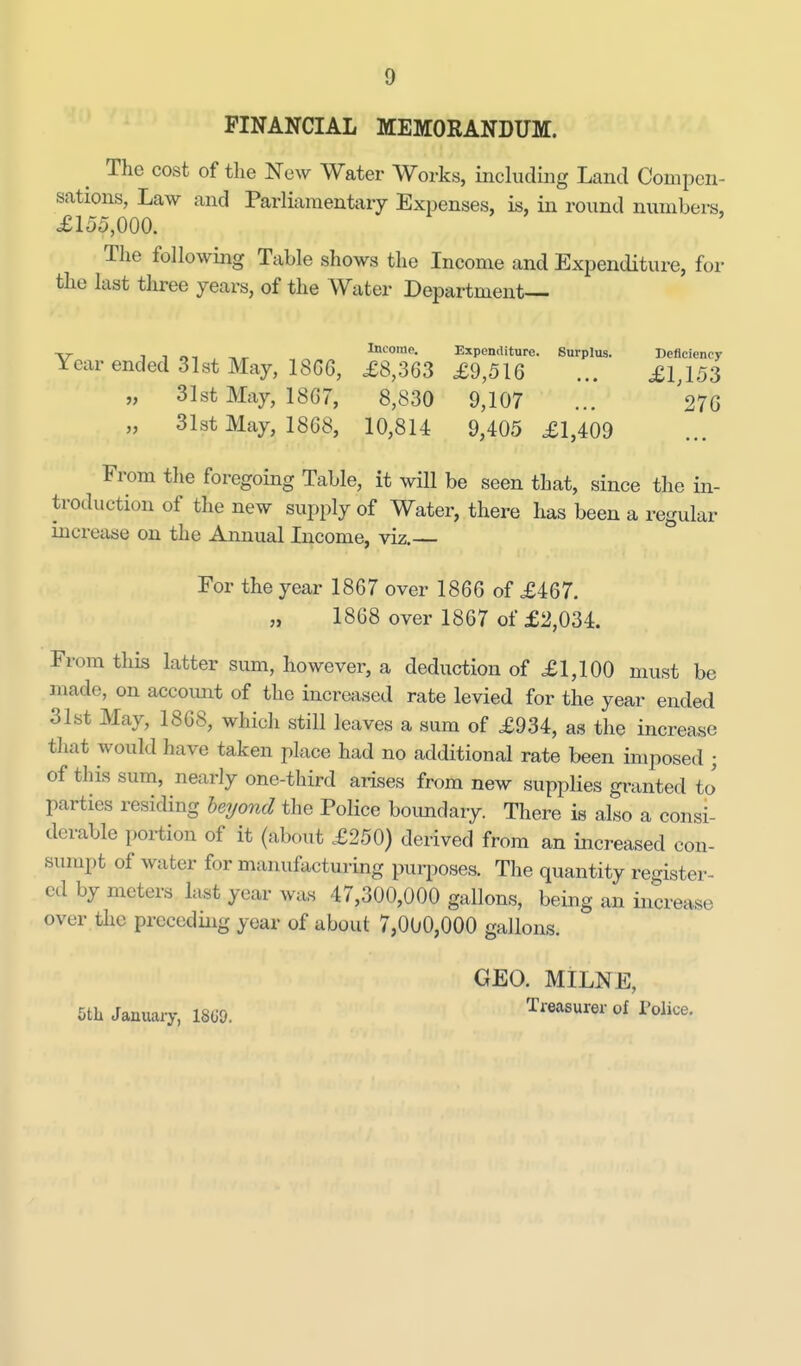 9
FINANCIAL MEMORANDUM.
The cost of the New Water Works, including Land Compen-
sations, Law and Parliamentary Expenses, is, in round numbers,
£155,000.
The following Table shows the Income and Expenditure, for
the last three years, of the Water Department—
Income. Expenditure. Surplus. Deficiency
Year ended 31st May, 1866, £8,363 £9,516 ... £1,153
„ 31st May, 1867, 8,830 9,107 ... 276
„ 31st May, 1868, 10,814 9,405 £1,409 ...
From the foregoing Table, it will be seen that, since the in-
troduction of the new supply of Water, there has been a regular
increase on the Annual Income, viz.—
For the year 1867 over 1866 of £467.
„ 1868 over 1867 of £2,034.
From this latter sum, however, a deduction of £1,100 must be
made, on account of the increased rate levied for the year ended
31st May, 1868, which still leaves a sum of £934, as the increase
that would have taken place had no additional rate been imposed ;
of this sum, nearly one-third arises from new supplies granted to
parties residing beyond the Police boundary. There is also a consi-
derable portion of it (about £250) derived from an increased con-
sumpt of water for manufacturing purposes. The quantity register-
ed by meters last year was 47,300,000 gallons, being an increase
over the preceding year of about 7,000,000 gallons.
GEO. MILNE,
Treasurer of Police.
5th January, 1869.